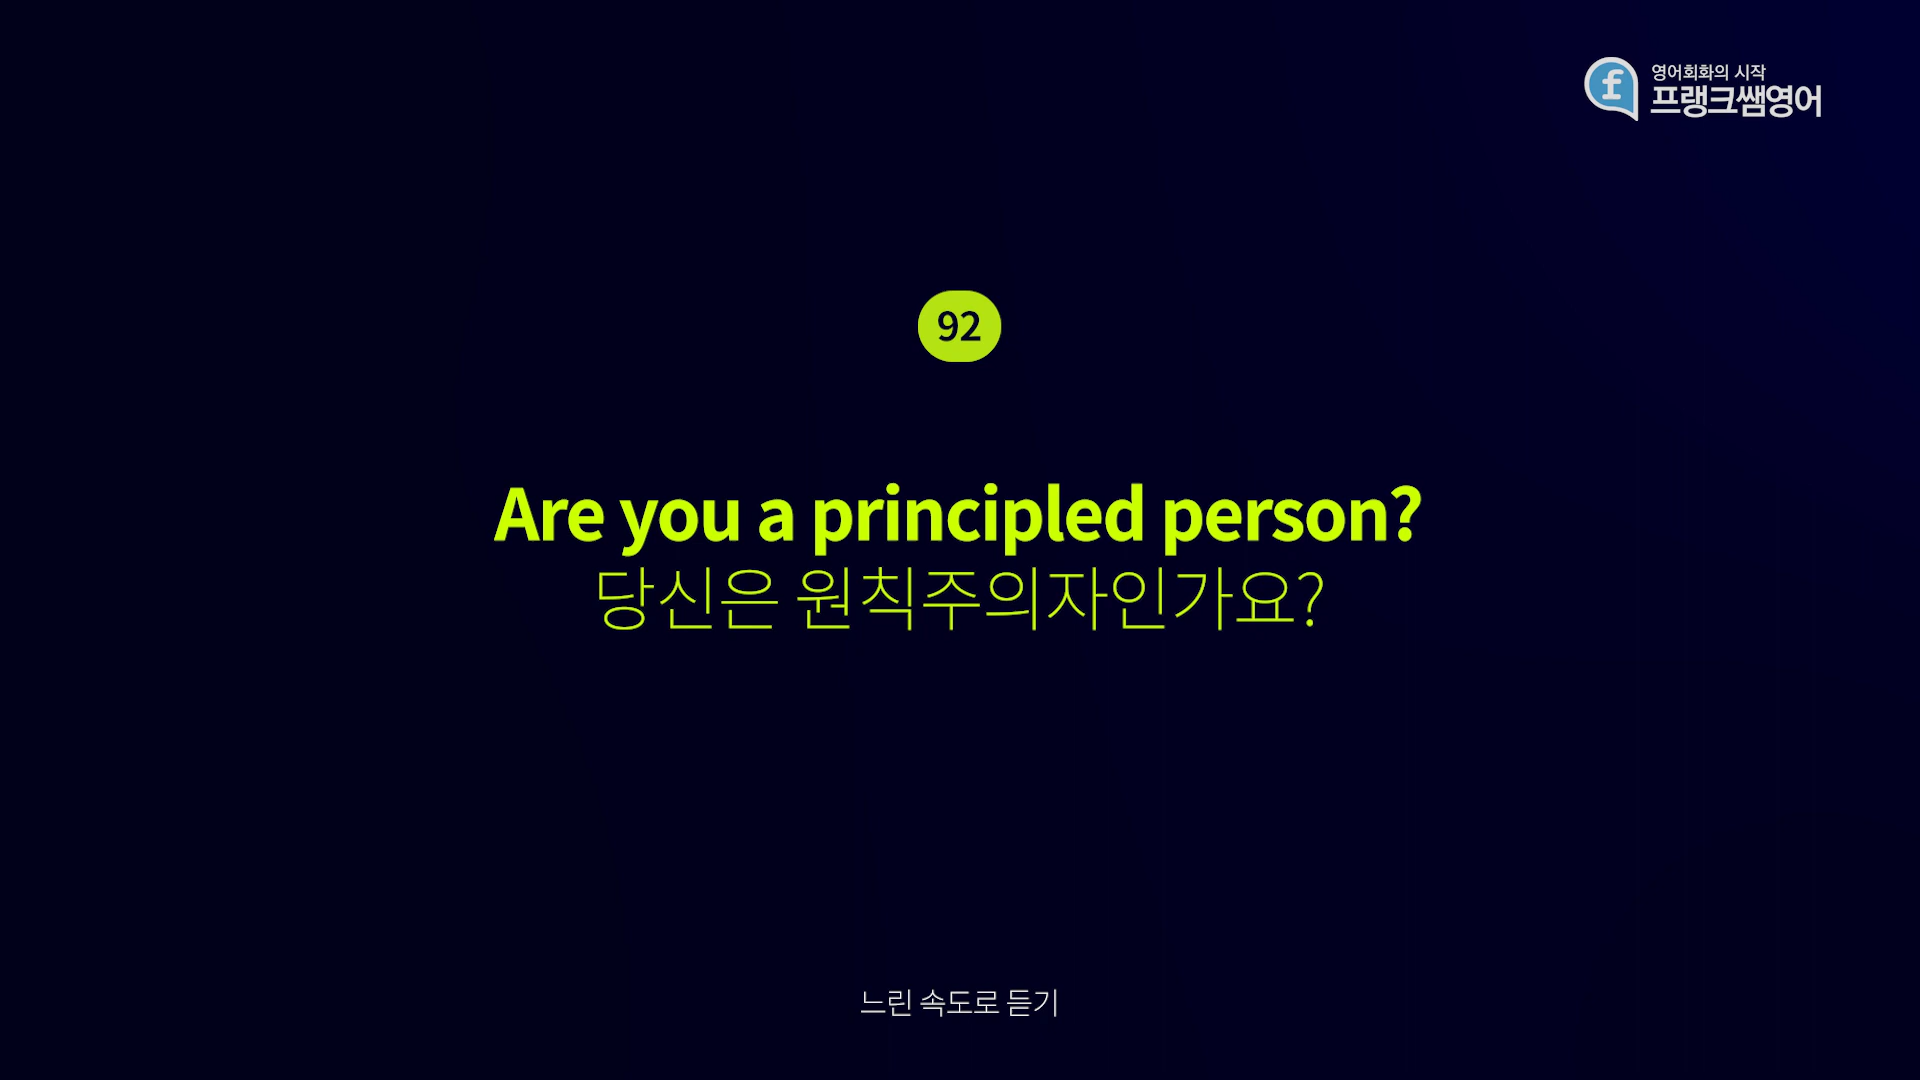 영어회화의 시작
프랭크쌤영어
92
Are you a principled person?
당신은 원칙주의자인가요?
느린 속도로 듣기